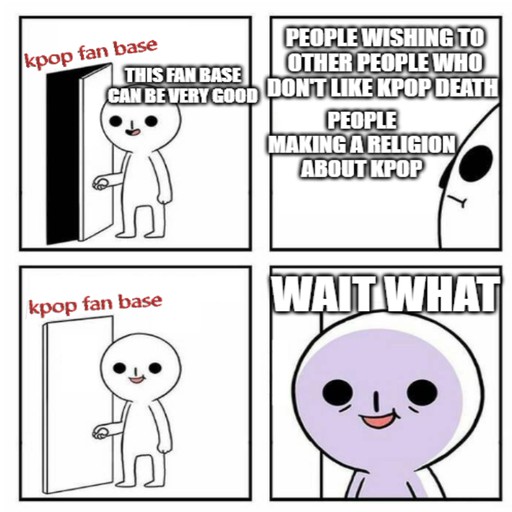 kpop fan base
THIS FAN BASE
CAN BE VERY GOOD
PEOPLE WISHING TO
OTHER PEOPLE WHO
DON'T LIKE KPOP DEATH
PEOPLE
MAKING A RELIGION
ABOUT KPOP
kpop fan base
WAIT WHAT